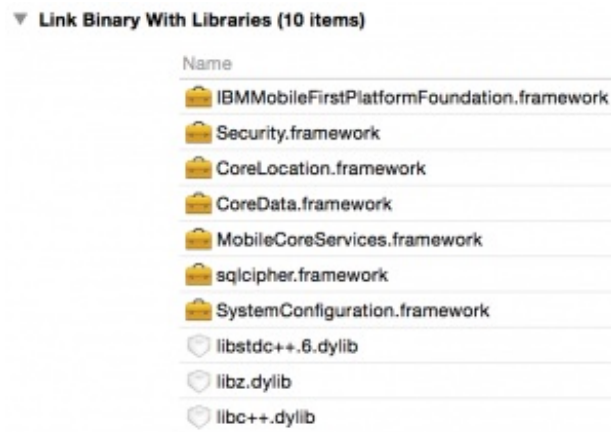 Link Binary With Libraries (10 items)
Name
IBMMobileFirstPlatformFoundation.framework
Security.framework
CoreLocation.framework
CoreData.framework
MobileCoreServices.framework
sqlcipher.framework
SystemConfiguration.framework
libstdc++.6.dylib
libz.dylib
libc++.dylib